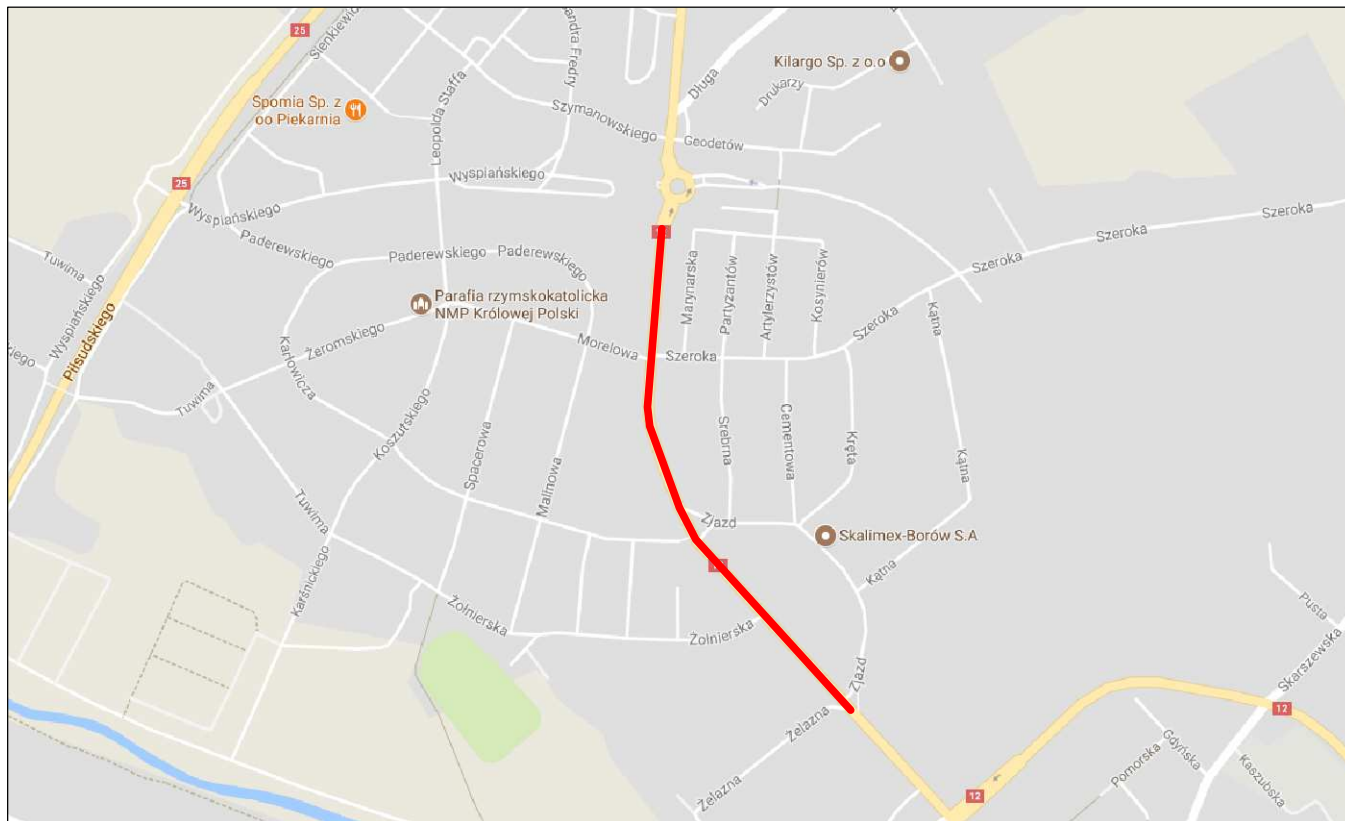 25
Sienkiewic
andra Fredry
Kilargo Sp. z o.o
Długa
Drukarzy
Spomia Sp. z
oo Piekarnia
Leopolda Staffa
Szymanowskiego
Geodetów
Wyspiańskiego
25
Wyspiańskiego
Szeroka
Szeroka
Szeroka
Paderewskiego
Paderewskiego
Paderewskiego
Tuwima
Wyspiańskiego
Marynarska
Partyzantów
Artylerzystów
Kosynierów
Kątna
Parafia rzymskokatolicka
NMP Królowej Polski
Piłsudskiego
Żeromskiego
Morelowa
Szeroka
Szeroka
kiego
Karłowicza
Tuwima
Koszutskiego
Spacerowa
Malinowa
Srebrna
Cementowa
Kręta
Kątna
Tuwima
Zjazd
Skalimex-Borów S.A
Kątna
Karśnickiego
Żołnierska
Żołnierska
Pusta
Skarszewska
Zjazd
Żelazna
Żelazna
12
12
Pomorska
Gdyńska
Kaszubska